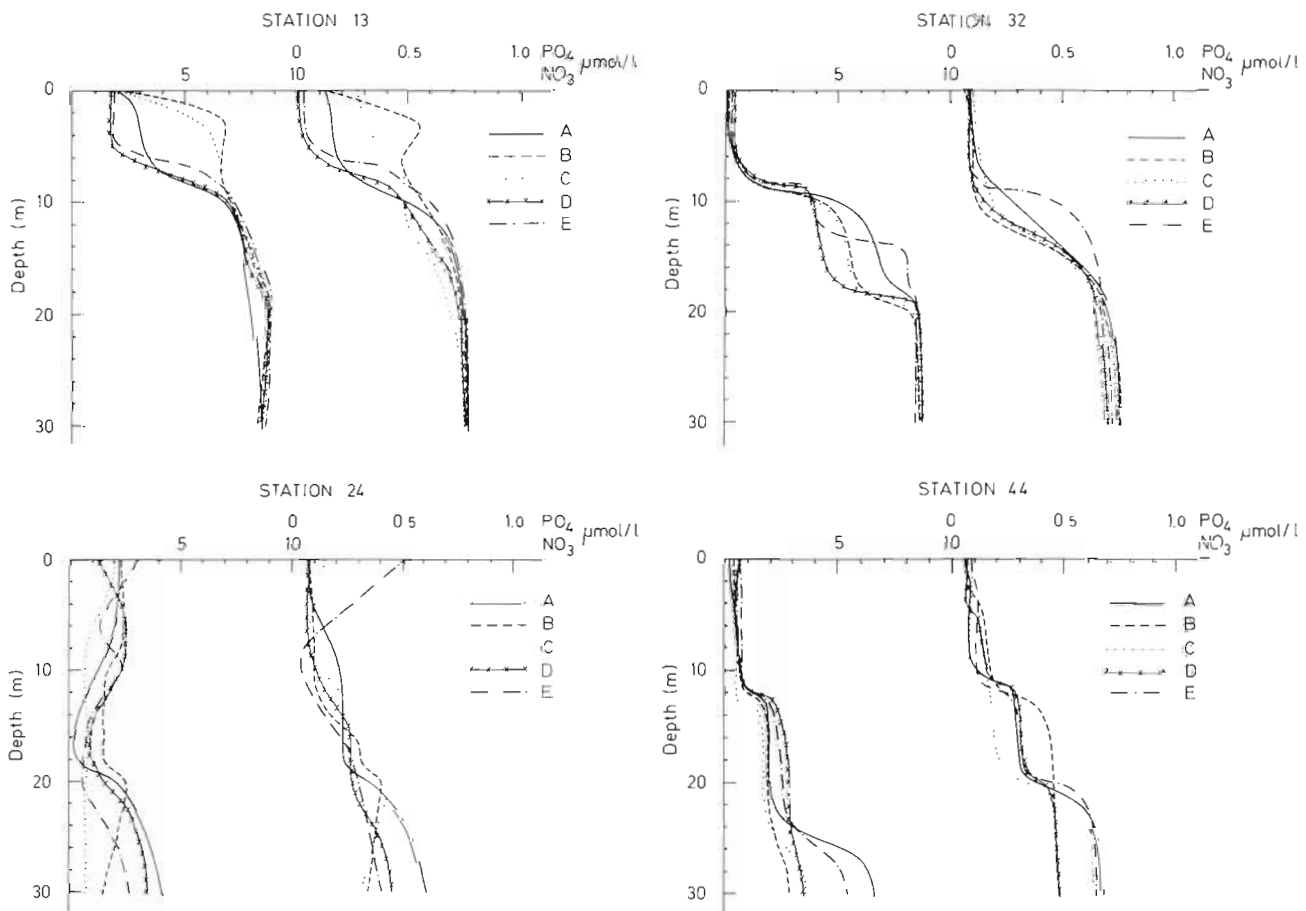 STATION 13
0 0.5 1.0 PO4
5 10 NO3 μmol/l
0
10
20
30
Depth (m)
A
B
C
D
E
STATION 32
0 0.5 1.0 PO4
5 10 NO3 μmol/l
0
10
20
30
Depth (m)
A
B
C
D
E
STATION 24
0 0.5 1.0 PO4
5 10 NO3 μmol/l
0
10
20
30
Depth (m)
A
B
C
D
E
STATION 44
0 0.5 1.0 PO4
5 10 NO3 μmol/l
0
10
20
30
Depth (m)
A
B
C
D
E